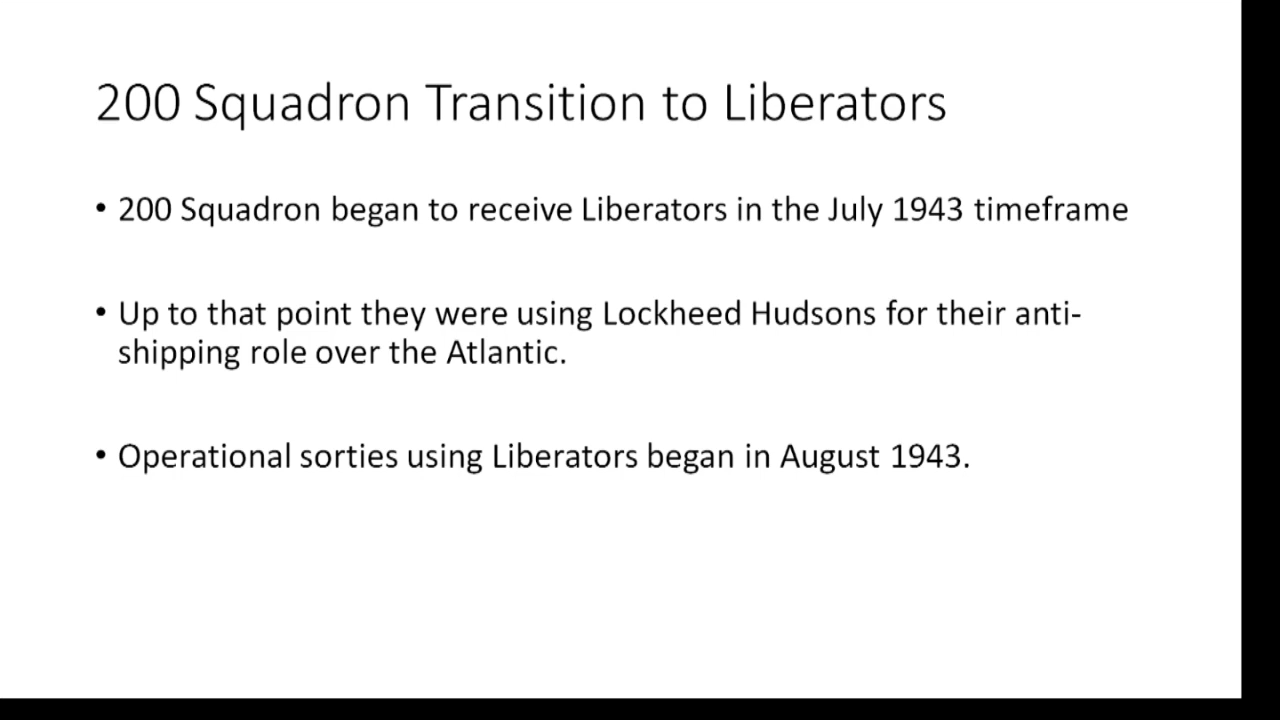 200 Squadron Transition to Liberators
• 200 Squadron began to receive Liberators in the July 1943 timeframe
• Up to that point they were using Lockheed Hudsons for their anti-
shipping role over the Atlantic.
• Operational sorties using Liberators began in August 1943.